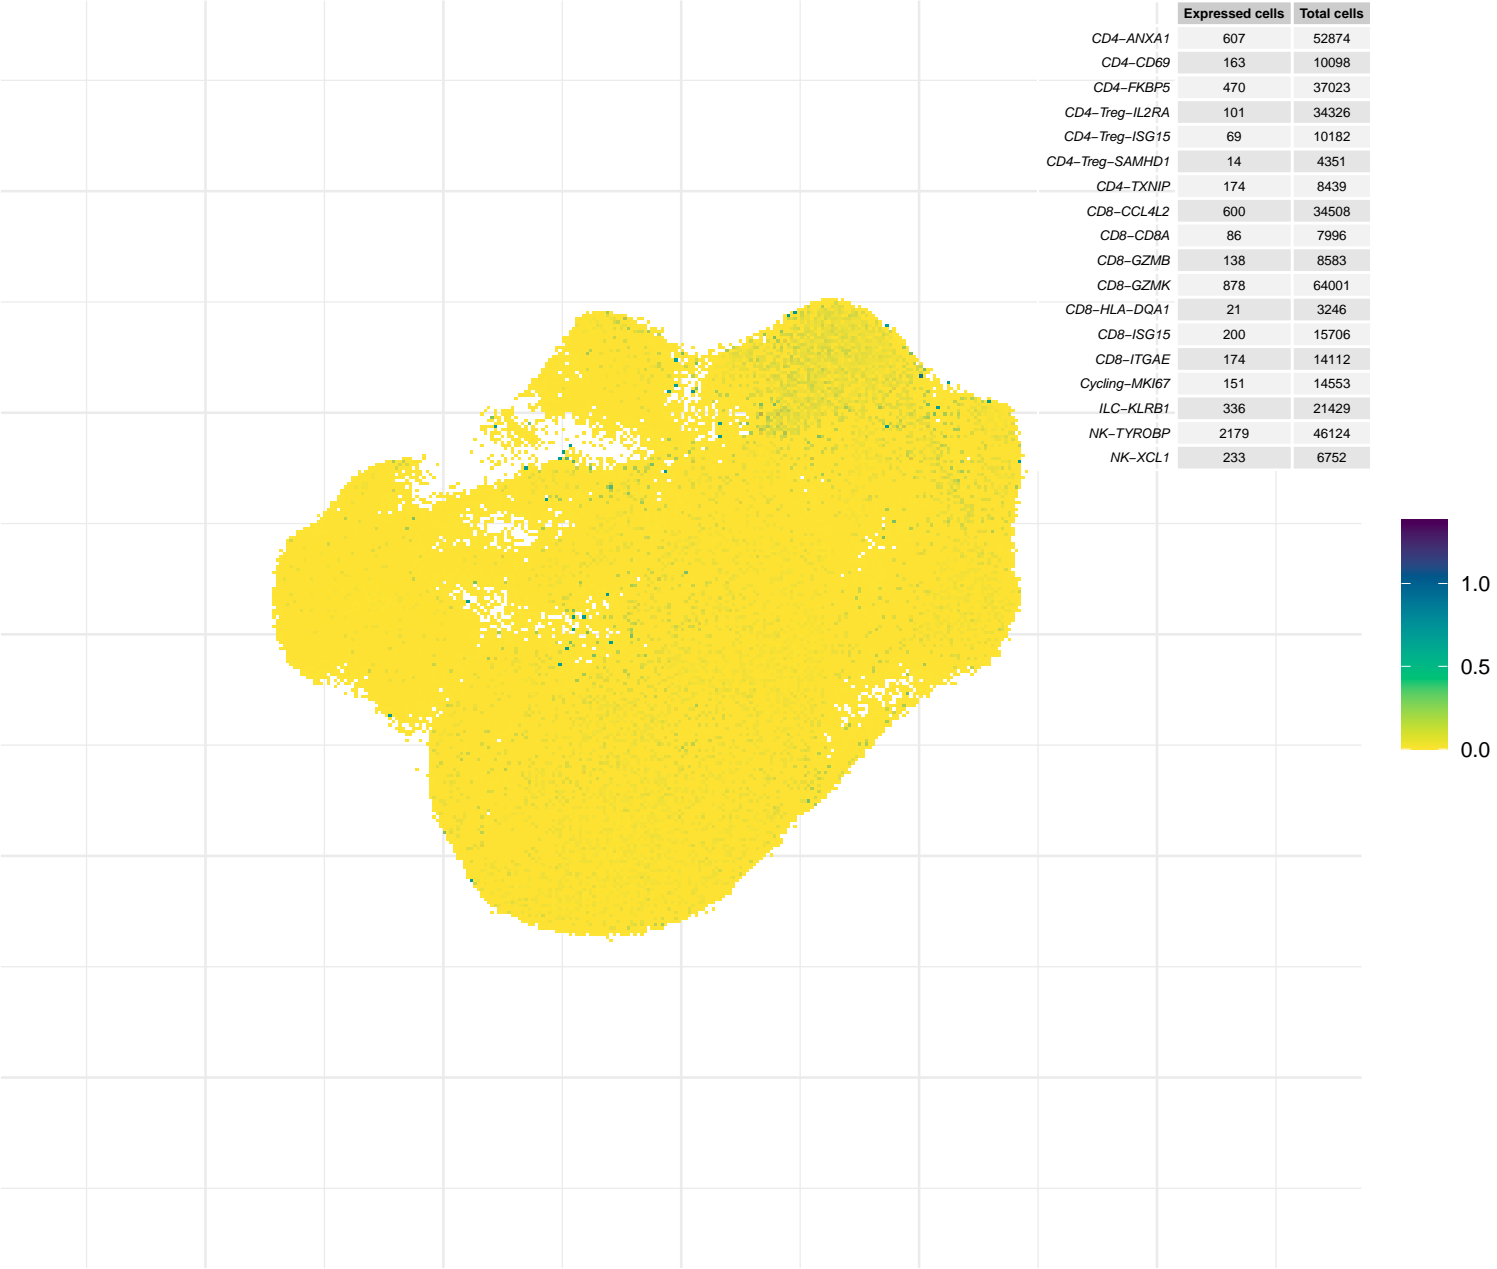 Expressed cells Total cells
CD4−ANXA1 607 52874
CD4−CD69 163 10098
CD4−FKBP5 470 37023
CD4−Treg−IL2RA 101 34326
CD4−Treg−ISG15 69 10182
CD4−Treg−SAMHD1 14 4351
CD4−TXNIP 174 8439
CD8−CCL4L2 600 34508
CD8−CD8A 86 7996
CD8−GZMB 138 8583
CD8−GZMK 878 64001
CD8−HLA−DQA1 21 3246
CD8−ISG15 200 15706
CD8−ITGAE 174 14112
Cycling−MKI67 151 14553
ILC−KLRB1 336 21429
NK−TYROBP 2179 46124
NK−XCL1 233 6752
1.0
0.5
0.0